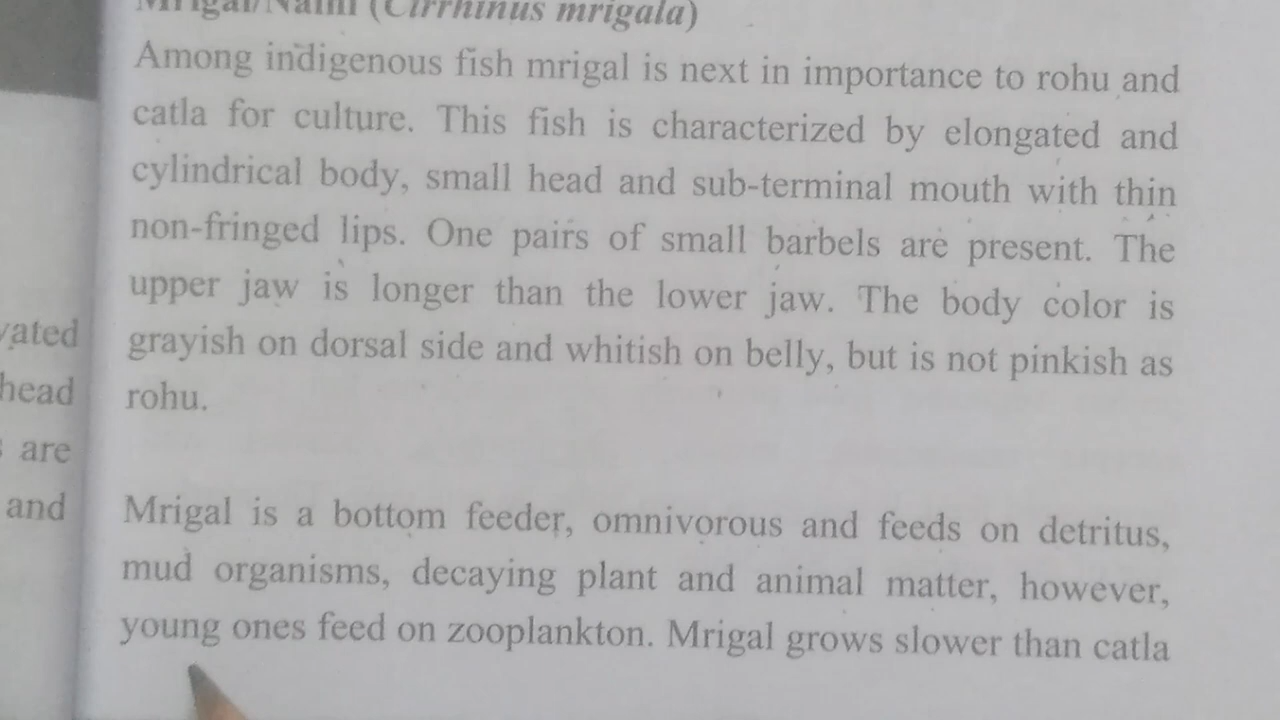 Mrigal/Naini (Cirrhinus mrigala)
Among indigenous fish mrigal is next in importance to rohu and
catla for culture. This fish is characterized by elongated and
cylindrical body, small head and sub-terminal mouth with thin
non-fringed lips. One pairs of small barbels are present. The
upper jaw is longer than the lower jaw. The body color is
grayish on dorsal side and whitish on belly, but is not pinkish as
rohu.
Mrigal is a bottom feeder, omnivorous and feeds on detritus,
mud organisms, decaying plant and animal matter, however,
young ones feed on zooplankton. Mrigal grows slower than catla
head
are
and